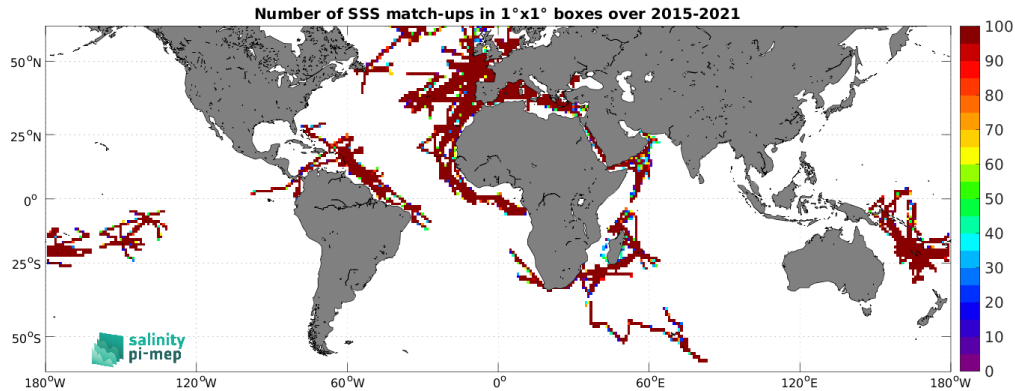 Number of SSS match-ups in 1°x1° boxes over 2015-2021
100
90
80
70
60
50
40
30
20
10
0
50°N
25°N
0°
25°S
50°S
salinity
pi-mep
180°W 120°W 60°W 0° 60°E 120°E 180°W